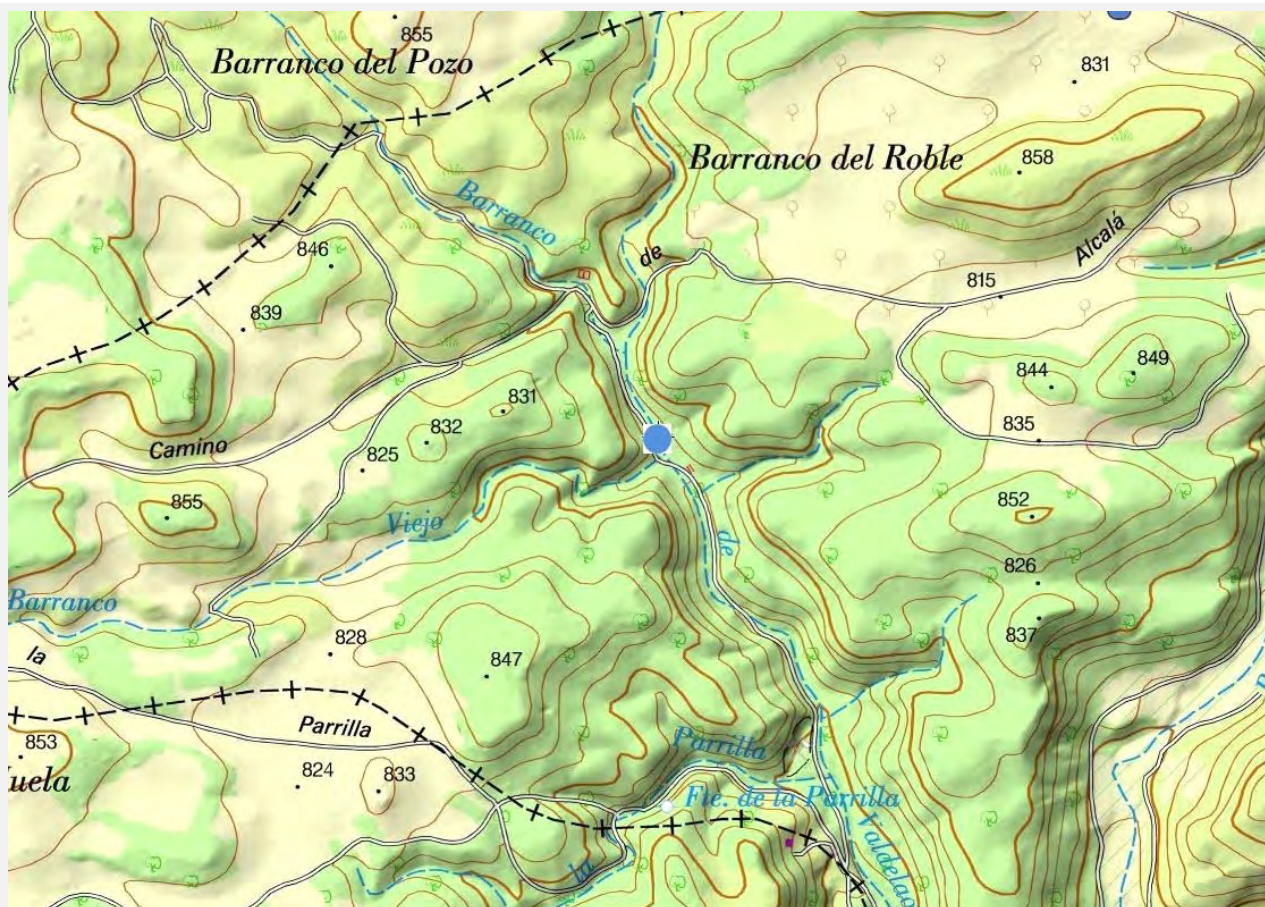 855
Barranco del Pozo
831
Barranco del Roble
858
Barranco
de
Alcalá
846
815
839
844
849
831
832
835
Camino
825
855
852
Viejo
de
826
Barranco
837
la
828
847
Parrilla
Parrilla
853
824
833
uela
Fte. de la Parrilla
Valdelao
la